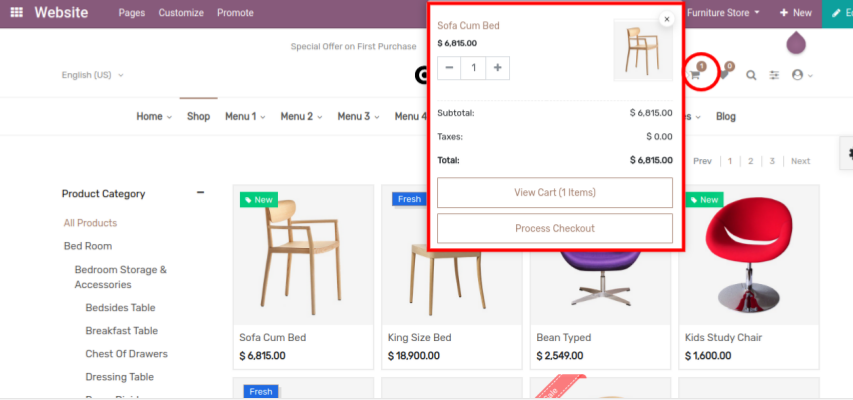 Website
Pages
Customize
Promote
Furniture Store
+ New
Special Offer on First Purchase
English (US)
1
0
Home
Shop
Menu 1
Menu 2
Menu 3
Menu 4
Blog
Sofa Cum Bed
$ 6,815.00
1
Subtotal: $ 6,815.00
Taxes: $ 0.00
Total: $ 6,815.00
View Cart (1 Items)
Process Checkout
Prev 1 2 3 Next
Product Category
All Products
Bed Room
Bedroom Storage &
Accessories
Bedsides Table
Breakfast Table
Chest Of Drawers
Dressing Table
New
Sofa Cum Bed
$ 6,815.00
Fresh
King Size Bed
$ 18,900.00
Bean Typed
$ 2,549.00
New
Kids Study Chair
$ 1,600.00
Fresh